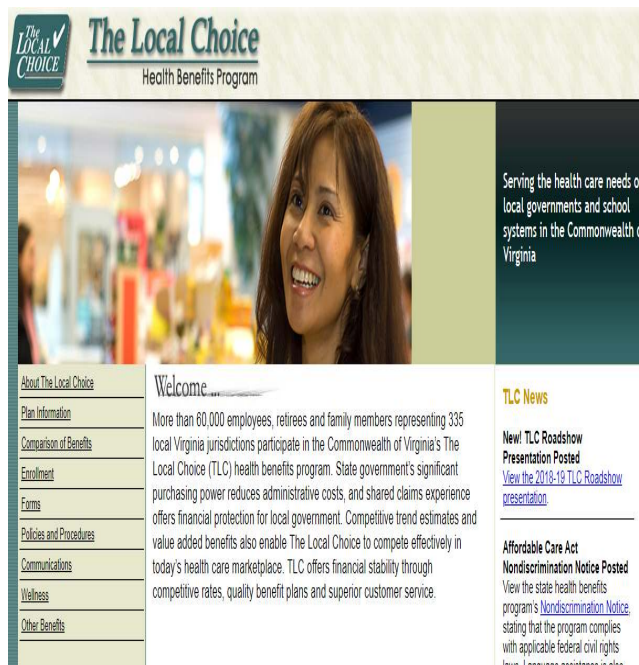 The
LOCAL
CHOICE
The Local Choice
Health Benefits Program
Serving the health care needs o
local governments and school
systems in the Commonwealth o
Virginia
About The Local Choice
Plan Information
Comparison of Benefits
Enrollment
Forms
Policies and Procedures
Communications
Wellness
Other Benefits
Welcome ...
More than 60,000 employees, retirees and family members representing 335
local Virginia jurisdictions participate in the Commonwealth of Virginia's The
Local Choice (TLC) health benefits program. State government's significant
purchasing power reduces administrative costs, and shared claims experience
offers financial protection for local government. Competitive trend estimates and
value added benefits also enable The Local Choice to compete effectively in
today's health care marketplace. TLC offers financial stability through
competitive rates, quality benefit plans and superior customer service.
TLC News
New! TLC Roadshow
Presentation Posted
View the 2018-19 TLC Roadshow
presentation.
Affordable Care Act
Nondiscrimination Notice Posted
View the state health benefits
program's Nondiscrimination Notice,
stating that the program complies
with applicable federal civil rights
laws. Language assistance is also